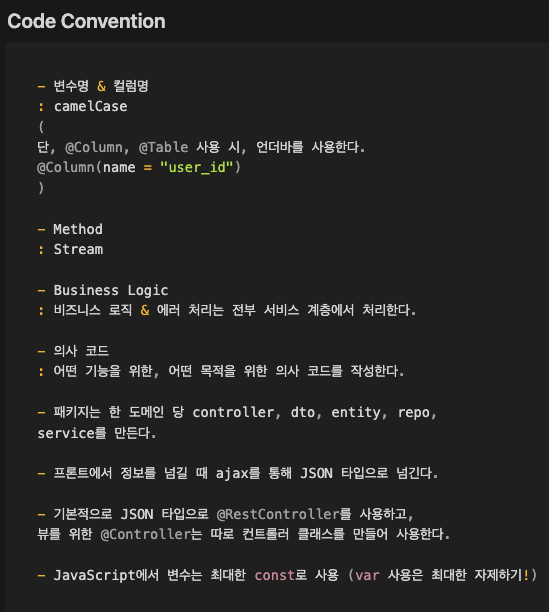 Code Convention
- 변수명 & 컬럼명
: camelCase
(
단, @Column, @Table 사용 시, 언더바를 사용한다.
@Column(name = "user_id")
)
- Method
: Stream
- Business Logic
: 비즈니스 로직 & 에러 처리는 전부 서비스 계층에서 처리한다.
- 의사 코드
: 어떤 기능을 위한, 어떤 목적을 위한 의사 코드를 작성한다.
- 패키지는 한 도메인 당 controller, dto, entity, repo,
service를 만든다.
- 프론트에서 정보를 넘길 때 ajax를 통해 JSON 타입으로 넘긴다.
- 기본적으로 JSON 타입으로 @RestController를 사용하고,
뷰를 위한 @Controller는 따로 컨트롤러 클래스를 만들어 사용한다.
- JavaScript에서 변수는 최대한 const로 사용 (var 사용은 최대한 자제하기!)